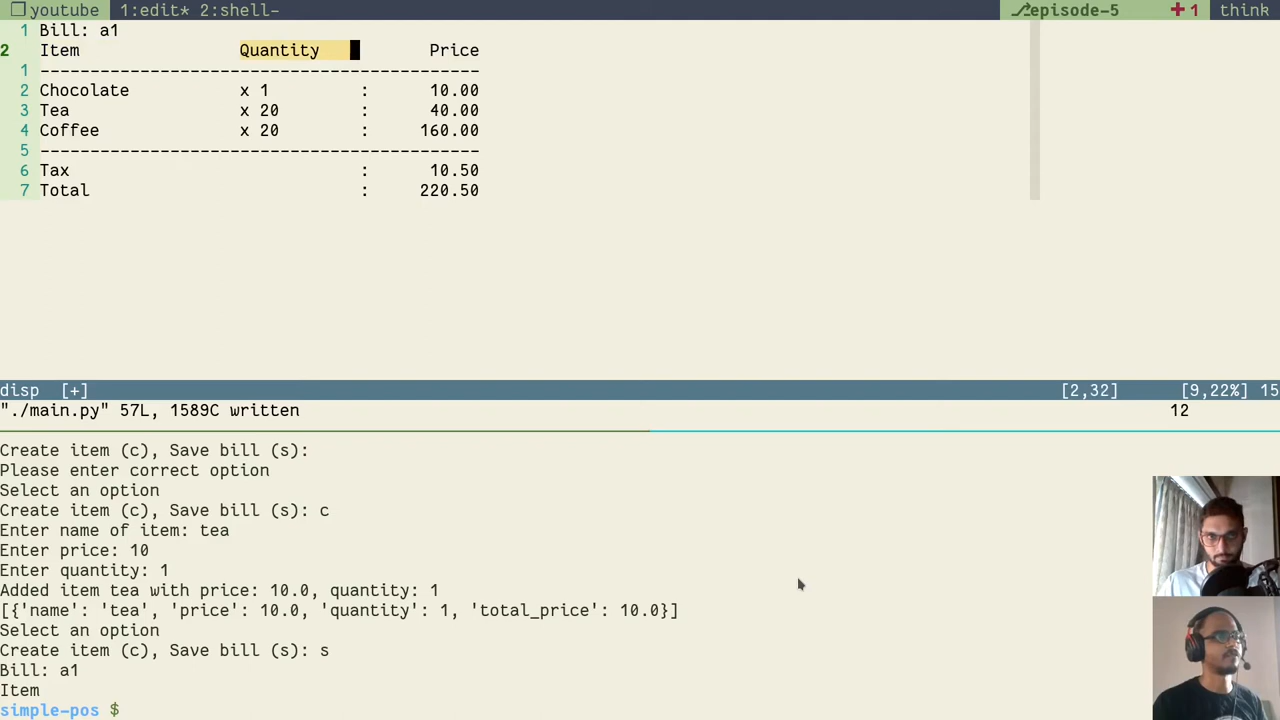 youtube 1:edit* 2:shell- episode-5 +1 think
1 Bill: a1
2 Item Quantity Price
1 --------------------------------------------
2 Chocolate x 1 : 10.00
3 Tea x 20 : 40.00
4 Coffee x 20 : 160.00
5 --------------------------------------------
6 Tax : 10.50
7 Total : 220.50
disp [+] [2,32] [9,22%] 15
"./main.py" 57L, 1589C written 12
Create item (c), Save bill (s):
Please enter correct option
Select an option
Create item (c), Save bill (s): c
Enter name of item: tea
Enter price: 10
Enter quantity: 1
Added item tea with price: 10.0, quantity: 1
[{'name': 'tea', 'price': 10.0, 'quantity': 1, 'total_price': 10.0}]
Select an option
Create item (c), Save bill (s): s
Bill: a1
Item
simple-pos $